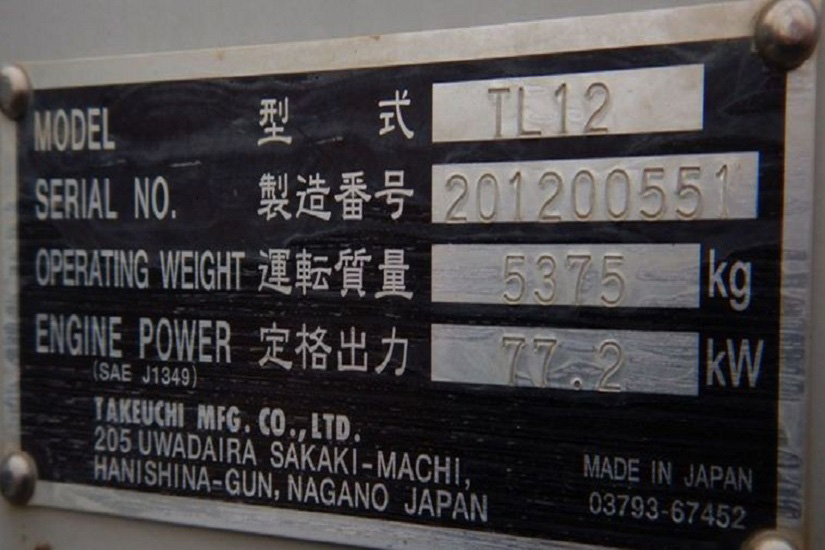 MODEL 型式 TL12
SERIAL NO. 製造番号 201200551
OPERATING WEIGHT 運転質量 5375 kg
ENGINE POWER 定格出力 77.2 kW
(SAE J1349)
TAKEUCHI MFG. CO., LTD.
205 UWADAIRA SAKAKI-MACHI,
HANISHINA-GUN, NAGANO JAPAN
MADE IN JAPAN
03793-67452